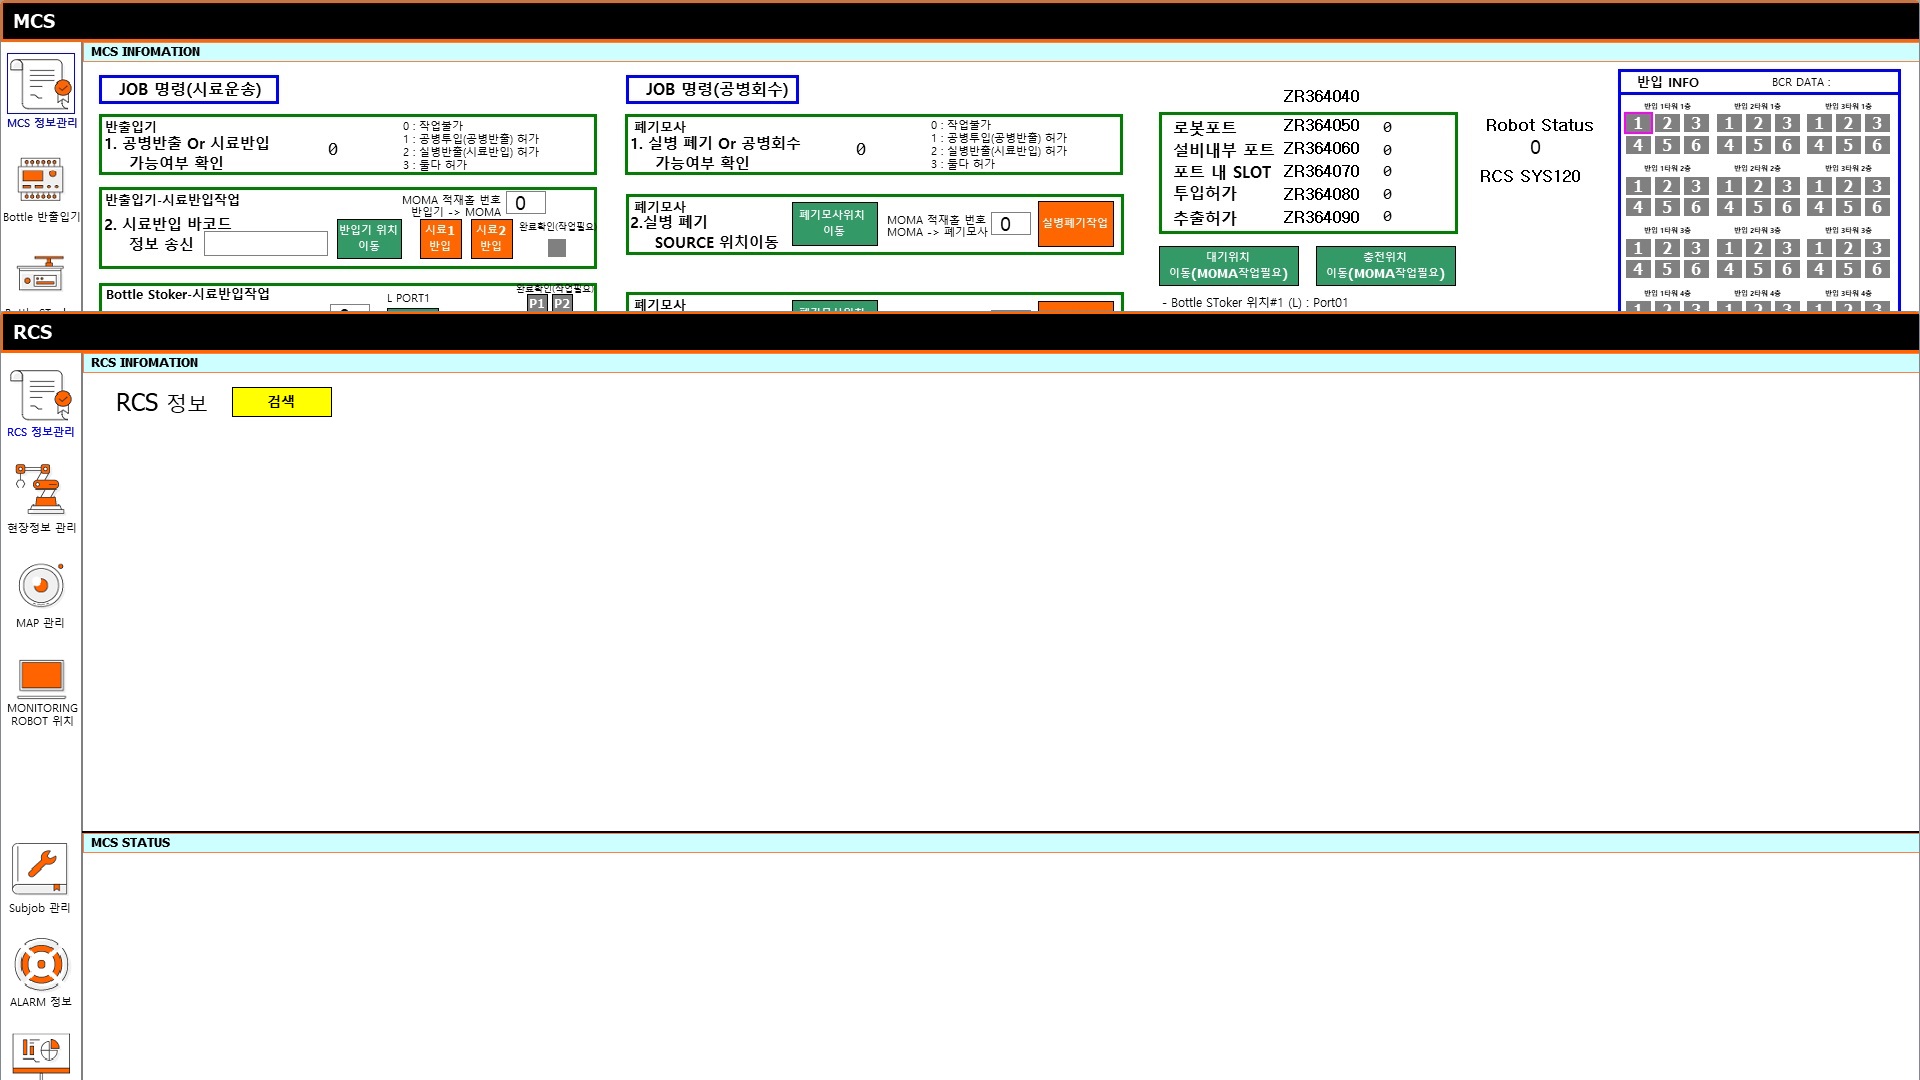 MCS
MCS INFOMATION
MCS 정보관리
Bottle 반출입기
JOB 명령(시료운송)
반출입기
1. 공병반출 Or 시료반입
가능여부 확인
0
0 : 작업불가
1 : 공병투입(공병반출) 허가
2 : 실병반출(시료반입) 허가
3 : 둘다 허가
반출입기-시료반입작업
2. 시료반입 바코드
정보 송신
MOMA 적재홀 번호
반입기 -> MOMA
0
반입기 위치
이동
시료1
반입
시료2
반입
완료확인(작업필요)
Bottle Stoker-시료반입작업
L PORT1
완료확인(작업필요)
P1 P2
JOB 명령(공병회수)
폐기모사
1. 실병 폐기 Or 공병회수
가능여부 확인
0
0 : 작업불가
1 : 공병투입(공병반출) 허가
2 : 실병반출(시료반입) 허가
3 : 둘다 허가
폐기모사
2.실병 폐기
SOURCE 위치이동
폐기모사위치
이동
MOMA 적재홀 번호
MOMA -> 폐기모사
0
실병폐기작업
폐기모사
폐기모사위치
ZR364040
로봇포트 ZR364050 0
설비내부 포트 ZR364060 0
포트 내 SLOT ZR364070 0
투입허가 ZR364080 0
추출허가 ZR364090 0
대기위치
이동(MOMA작업필요)
충전위치
이동(MOMA작업필요)
- Bottle SToker 위치#1 (L) : Port01
Robot Status
0
RCS SYS120
반입 INFO BCR DATA :
반입 1타워 1층 반입 2타워 1층 반입 3타워 1층
1 2 3 1 2 3 1 2 3
4 5 6 4 5 6 4 5 6
반입 1타워 2층 반입 2타워 2층 반입 3타워 2층
1 2 3 1 2 3 1 2 3
4 5 6 4 5 6 4 5 6
반입 1타워 3층 반입 2타워 3층 반입 3타워 3층
1 2 3 1 2 3 1 2 3
4 5 6 4 5 6 4 5 6
반입 1타워 4층 반입 2타워 4층 반입 3타워 4층
1 2 3 1 2 3 1 2 3
RCS
RCS INFOMATION
RCS 정보 검색
RCS 정보관리
현장정보 관리
MAP 관리
MONITORING
ROBOT 위치
MCS STATUS
Subjob 관리
ALARM 정보